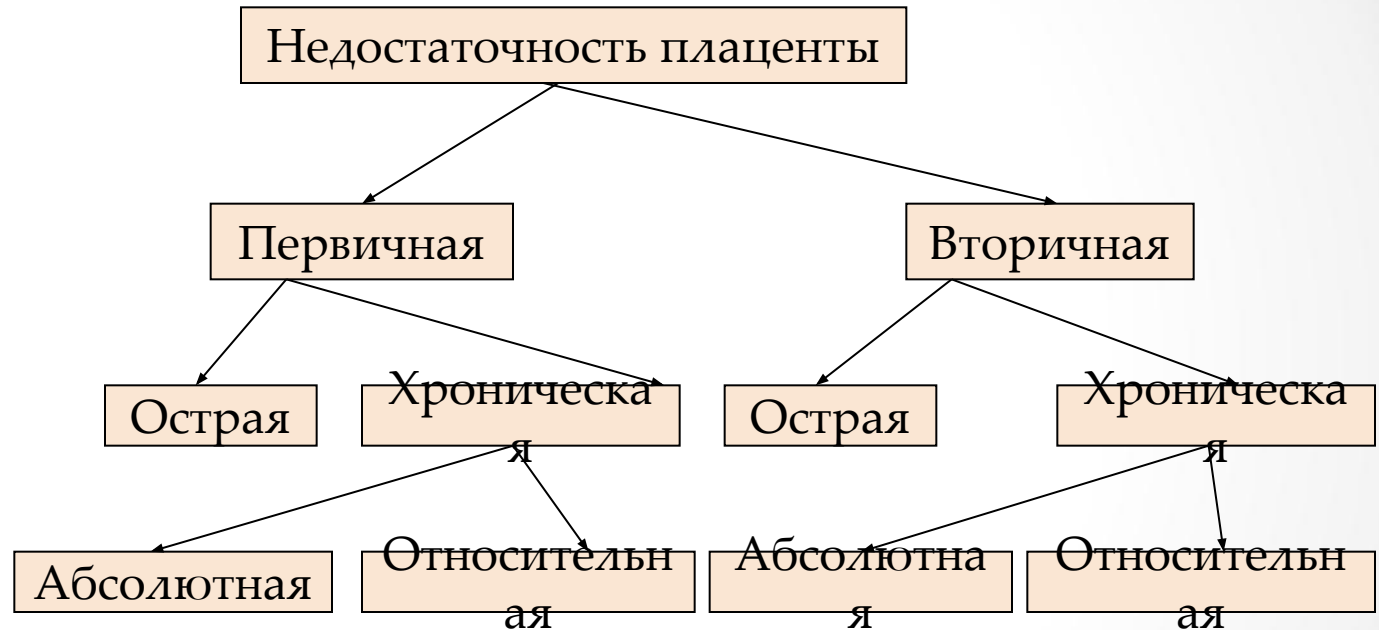 Недостаточность плаценты
Первичная
Вторичная
Острая
Хроническа
я
Острая
Хроническа
я
Абсолютная
Относительн
ая
Абсолютна
я
Относительн
ая